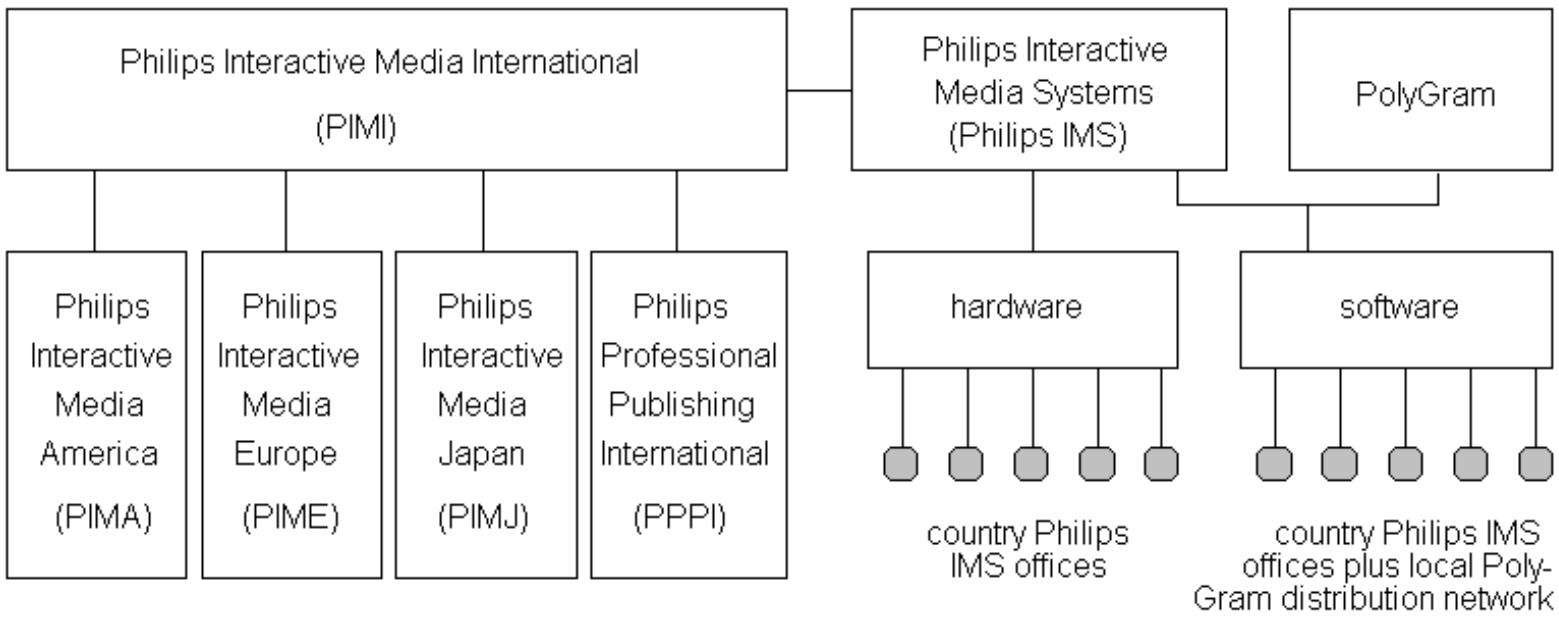 Philips Interactive Media International
(PIMI)
Philips Interactive
Media Systems
(Philips IMS)
PolyGram
Philips
Interactive
Media
America
(PIMA)
Philips
Interactive
Media
Europe
(PIME)
Philips
Interactive
Media
Japan
(PIMJ)
Philips
Professional
Publishing
International
(PPPI)
hardware
software
country Philips
IMS offices
country Philips IMS
offices plus local Poly-
Gram distribution network